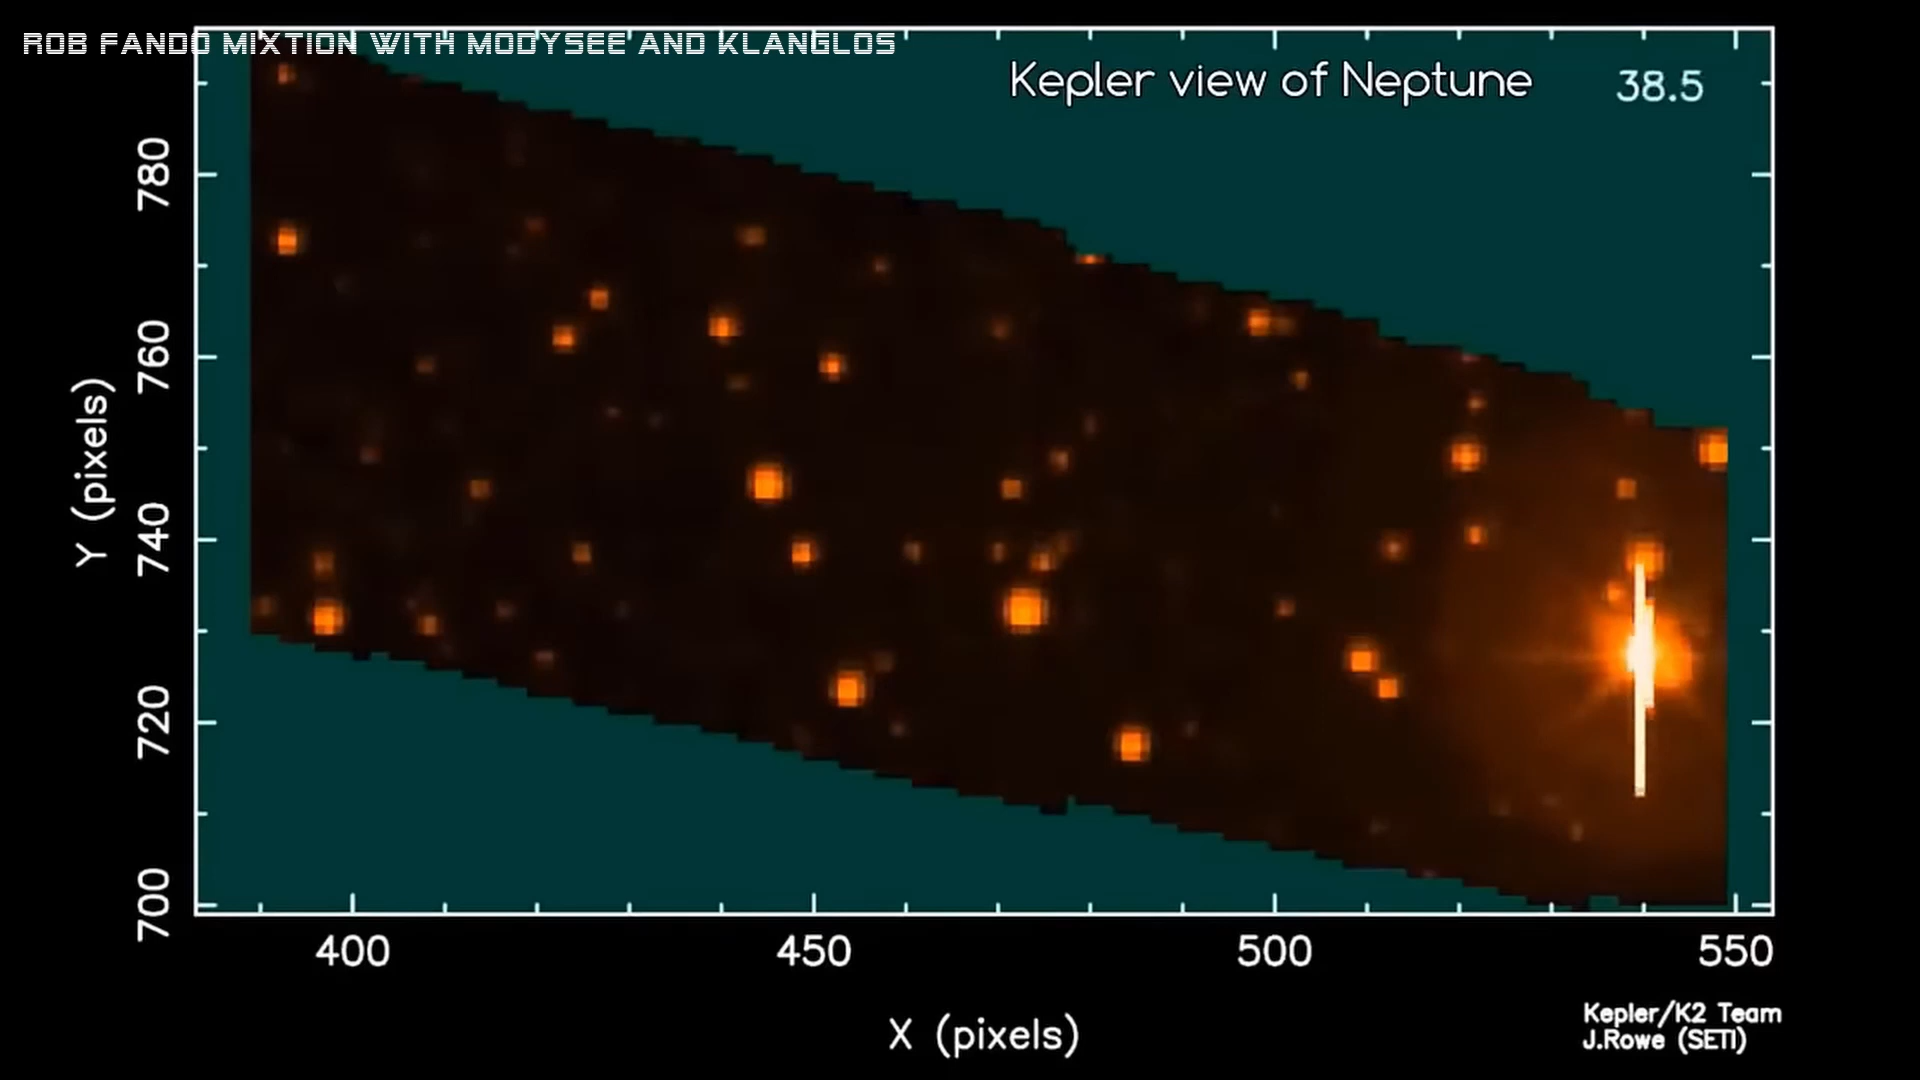 ROB FANDO MIXTION WITH MODYSEE AND KLANGLOS
Kepler view of Neptune 38.5
780
760
740
720
700
Y (pixels)
400 450 500 550
X (pixels)
Kepler/K2 Team
J.Rowe (SETI)